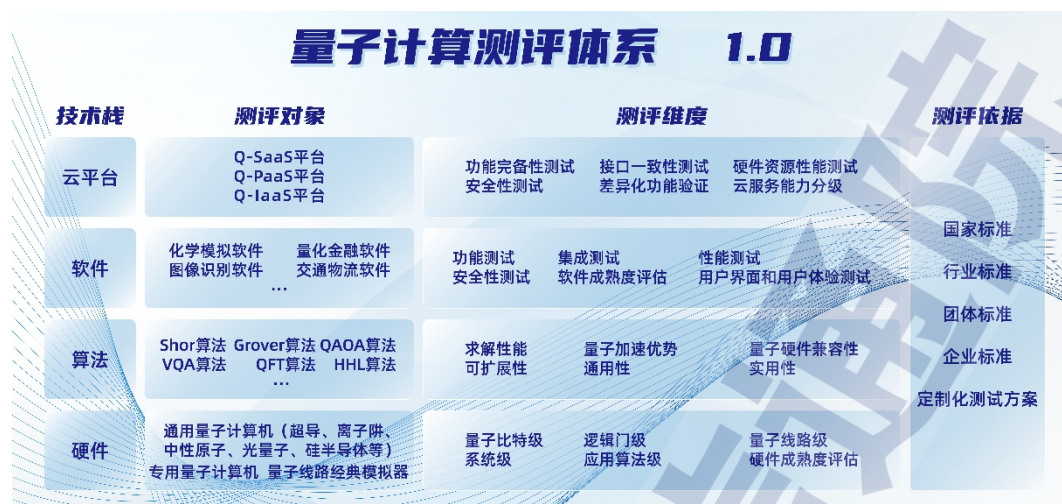 量子计算测评体系 1.0
技术栈 测评对象 测评维度 测评依据
云平台
Q-SaaS平台
Q-PaaS平台
Q-IaaS平台
功能完备性测试 接口一致性测试 硬件资源性能测试
安全性测试 差异化功能验证 云服务能力分级
软件
化学模拟软件 量化金融软件
图像识别软件 交通物流软件
...
功能测试 集成测试 性能测试
安全性测试 软件成熟度评估 用户界面和用户体验测试
算法
Shor算法 Grover算法 QAOA算法
VQA算法 QFT算法 HHL算法
...
求解性能 量子加速优势 量子硬件兼容性
可扩展性 通用性 实用性
硬件
通用量子计算机（超导、离子阱、
中性原子、光量子、硅半导体等）
专用量子计算机 量子线路经典模拟器
量子比特级 逻辑门级 量子线路级
系统级 应用算法级 硬件成熟度评估
国家标准
行业标准
团体标准
企业标准
定制化测试方案